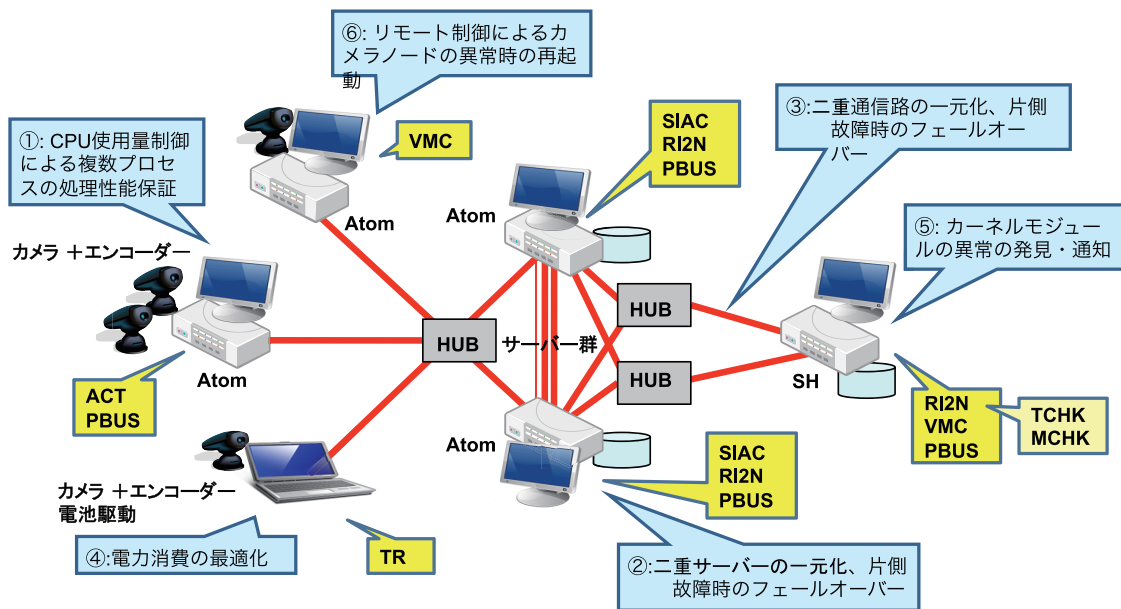 ⑥: リモート制御によるカ
メラノードの異常時の再起
動
VMC
Atom
①: CPU使用量制御
による複数プロセ
スの処理性能保証
カメラ +エンコーダー
Atom
ACT
PBUS
カメラ +エンコーダー
電池駆動
④:電力消費の最適化
TR
HUB
サーバー群
SIAC
RI2N
PBUS
Atom
③:二重通信路の一元化、片側
故障時のフェールオー
バー
HUB
HUB
⑤: カーネルモジュー
ルの異常の発見・通知
SH
RI2N
VMC
PBUS
TCHK
MCHK
Atom
SIAC
RI2N
PBUS
②:二重サーバーの一元化、片側
故障時のフェールオーバー